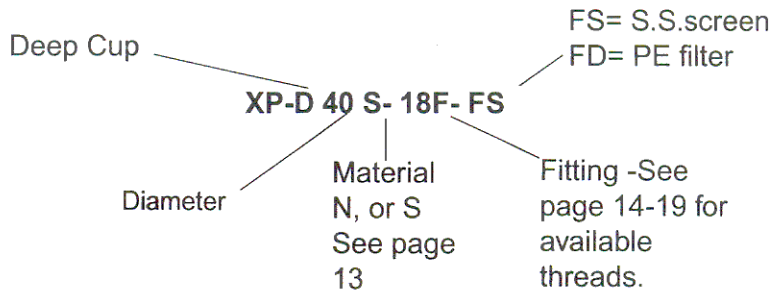 FS= S.S.screen
Deep Cup
FD= PE filter
XP-D 40 S- 18F- FS
Diameter
Material
N, or S
See page
13
Fitting -See
page 14-19 for
available
threads.